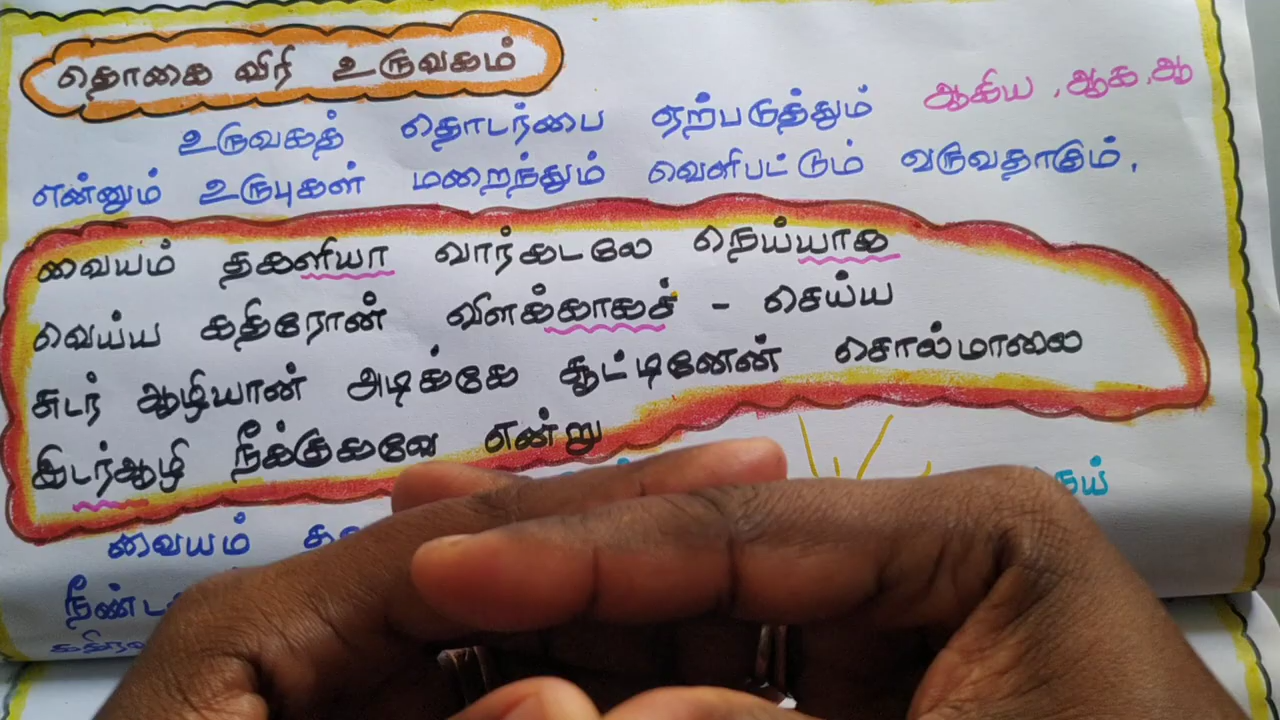 தொகை விரி உருவகம்
உருவகத் தொடர்பை ஏற்படுத்தும் ஆகிய , ஆக , ஆ
என்னும் உருபுகள் மறைந்தும் வெளிபட்டும் வருவதாகும்.
வையம் தகளியா வார்கடலே நெய்யாக
வெய்ய கதிரோன் விளக்காகச் - செய்ய
சுடர் ஆழியான் அடிக்கே சூட்டினேன் சொல்மாலை
இடர்ஆழி நீக்குகவே என்று
வையம்